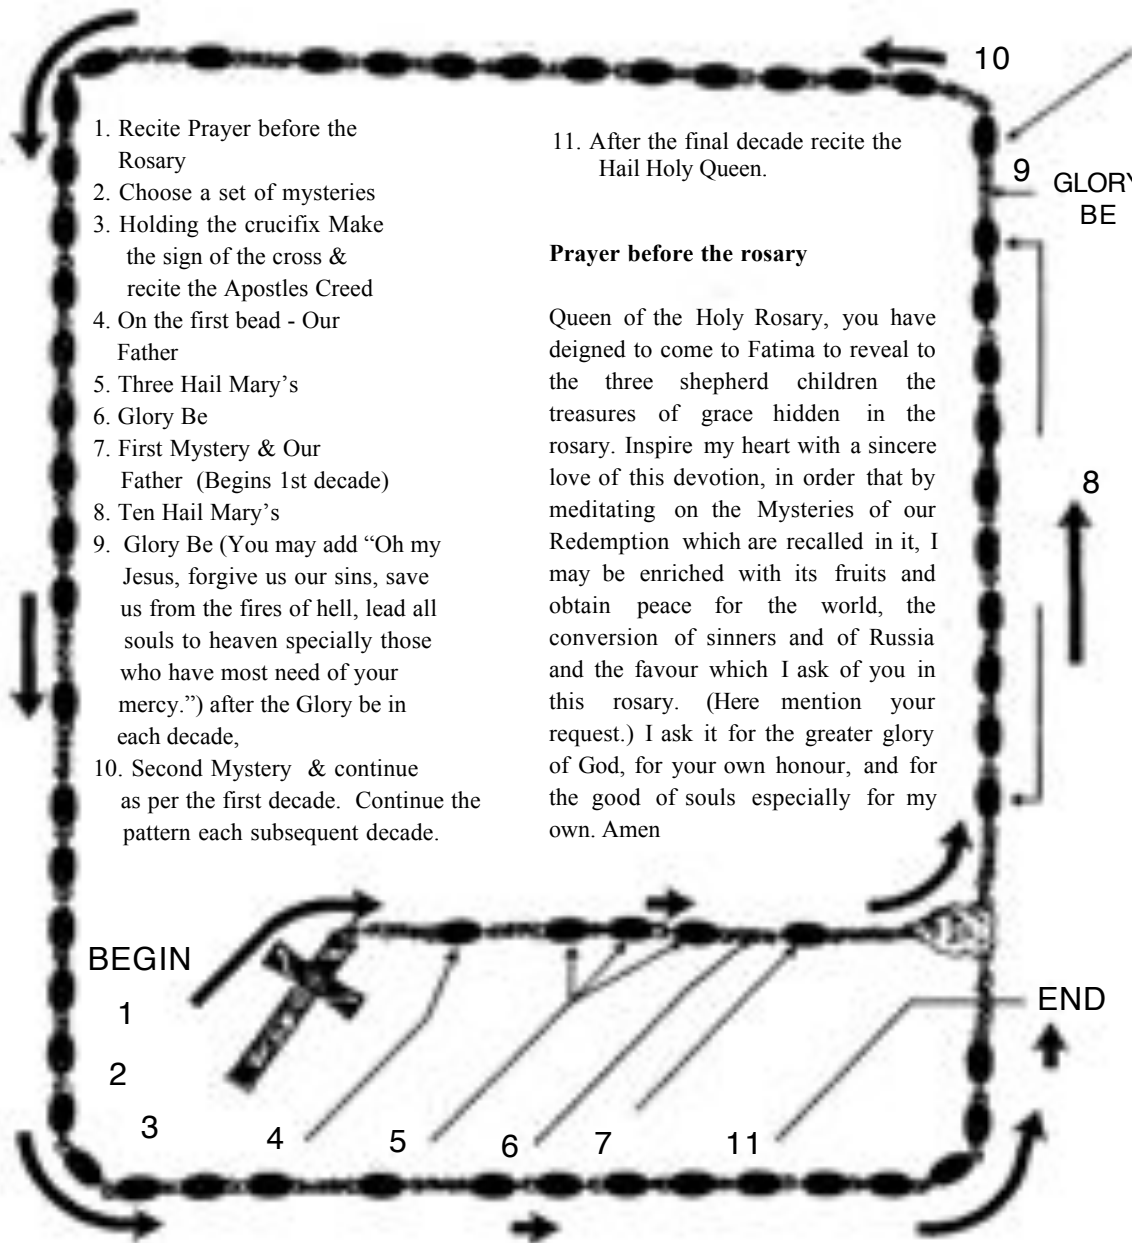 1. Recite Prayer before the
Rosary
2. Choose a set of mysteries
3. Holding the crucifix Make
the sign of the cross &
recite the Apostles Creed
4. On the first bead - Our
Father
5. Three Hail Mary’s
6. Glory Be
7. First Mystery & Our
Father (Begins 1st decade)
8. Ten Hail Mary’s
9. Glory Be (You may add “Oh my
Jesus, forgive us our sins, save
us from the fires of hell, lead all
souls to heaven specially those
who have most need of your
mercy.”) after the Glory be in
each decade,
10. Second Mystery & continue
as per the first decade. Continue the
pattern each subsequent decade.
11. After the final decade recite the
Hail Holy Queen.
Prayer before the rosary
Queen of the Holy Rosary, you have
deigned to come to Fatima to reveal to
the three shepherd children the
treasures of grace hidden in the
rosary. Inspire my heart with a sincere
love of this devotion, in order that by
meditating on the Mysteries of our
Redemption which are recalled in it, I
may be enriched with its fruits and
obtain peace for the world, the
conversion of sinners and of Russia
and the favour which I ask of you in
this rosary. (Here mention your
request.) I ask it for the greater glory
of God, for your own honour, and for
the good of souls especially for my
own. Amen
10
9
GLORY
BE
8
BEGIN
1
2
3
4
5
6
7
11
END